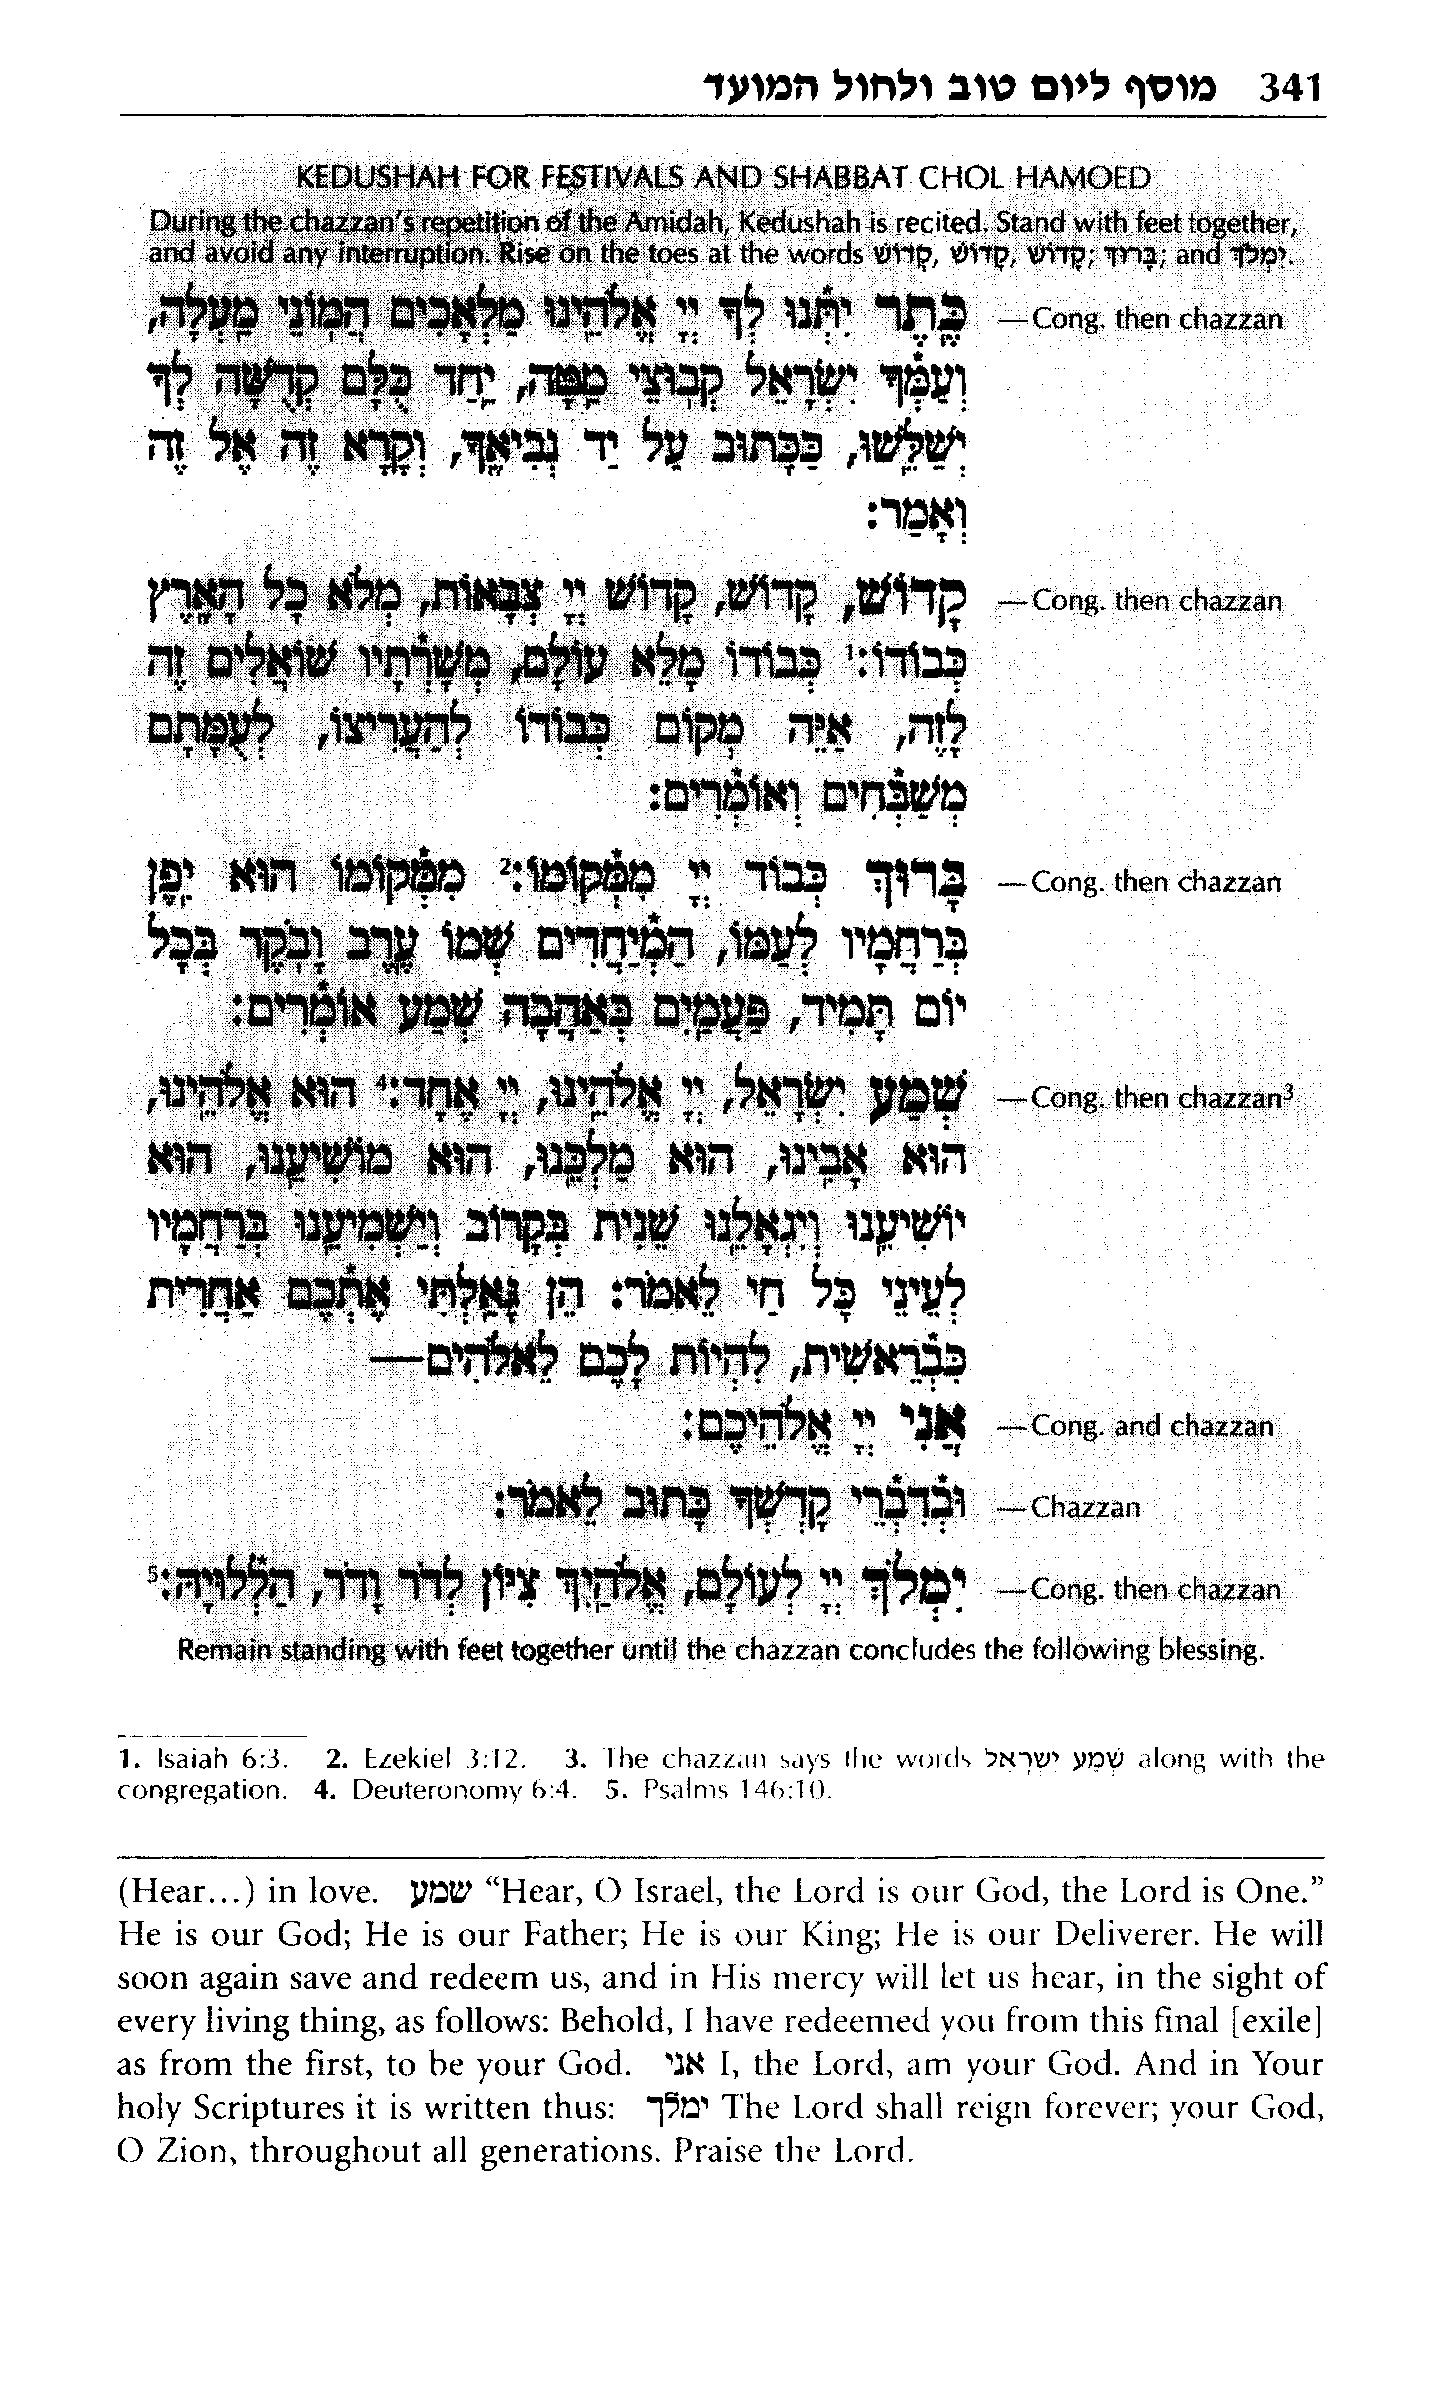 341 מוסף ליום טוב ולחול המועד
KEDUSHAH FOR FESTIVALS AND SHABBAT CHOL HAMOED
During the chazzan's repetition of the Amidah, Kedushah is recited. Stand with feet together,
and avoid any interruption. Rise on the toes at the words קָדוֹשׁ, קָדוֹשׁ, קָדוֹשׁ; בָּרוּךְ; and יִמְלֹךְ.
כֶּתֶר יִתְּנוּ לְךָ יְיָ אֱלֹהֵינוּ מַלְאָכִים הֲמוֹנֵי מַעְלָה, —Cong. then chazzan
וְעַמְּךָ יִשְׂרָאֵל קְבוּצֵי מַטָּה, יַחַד כֻּלָּם קְדֻשָּׁה לְךָ
יְשַׁלֵּשׁוּ, כַּכָּתוּב עַל יַד נְבִיאֶךָ, וְקָרָא זֶה אֶל זֶה
וְאָמַר:
קָדוֹשׁ, קָדוֹשׁ, קָדוֹשׁ יְיָ צְבָאוֹת, מְלֹא כָל הָאָרֶץ —Cong. then chazzan
כְּבוֹדוֹ:¹ כְּבוֹדוֹ מָלֵא עוֹלָם, מְשָׁרְתָיו שׁוֹאֲלִים זֶה
לָזֶה, אַיֵּה מְקוֹם כְּבוֹדוֹ לְהַעֲרִיצוֹ, לְעֻמָּתָם
מְשַׁבְּחִים וְאוֹמְרִים:
בָּרוּךְ כְּבוֹד יְיָ מִמְּקוֹמוֹ:² מִמְּקוֹמוֹ הוּא יִפֶן —Cong. then chazzan
בְּרַחֲמָיו לְעַמּוֹ, הַמְיַחֲדִים שְׁמוֹ עֶרֶב וָבֹקֶר בְּכָל
יוֹם תָּמִיד, פַּעֲמַיִם בְּאַהֲבָה שְׁמַע אוֹמְרִים:
שְׁמַע יִשְׂרָאֵל, יְיָ אֱלֹהֵינוּ, יְיָ אֶחָד:⁴ הוּא אֱלֹהֵינוּ, —Cong. then chazzan³
הוּא אָבִינוּ, הוּא מַלְכֵּנוּ, הוּא מוֹשִׁיעֵנוּ, הוּא
יוֹשִׁיעֵנוּ וְיִגְאָלֵנוּ שֵׁנִית בְּקָרוֹב וְיַשְׁמִיעֵנוּ בְּרַחֲמָיו
לְעֵינֵי כָּל חַי לֵאמֹר: הֵן גָּאַלְתִּי אֶתְכֶם אַחֲרִית
כִּבְרֵאשִׁית, לִהְיוֹת לָכֶם לֵאלֹהִים—
אֲנִי יְיָ אֱלֹהֵיכֶם: —Cong. and chazzan
וּבְדִבְרֵי קָדְשְׁךָ כָּתוּב לֵאמֹר: —Chazzan
יִמְלֹךְ יְיָ לְעוֹלָם, אֱלֹהַיִךְ צִיּוֹן לְדֹר וָדֹר, הַלְלוּיָהּ:⁵ —Cong. then chazzan
Remain standing with feet together until the chazzan concludes the following blessing.
1. Isaiah 6:3. 2. Ezekiel 3:12. 3. The chazzan says the words שְׁמַע יִשְׂרָאֵל along with the
congregation. 4. Deuteronomy 6:4. 5. Psalms 146:10.
(Hear...) in love. שמע “Hear, O Israel, the Lord is our God, the Lord is One.”
He is our God; He is our Father; He is our King; He is our Deliverer. He will
soon again save and redeem us, and in His mercy will let us hear, in the sight of
every living thing, as follows: Behold, I have redeemed you from this final [exile]
as from the first, to be your God. אני I, the Lord, am your God. And in Your
holy Scriptures it is written thus: ימלך The Lord shall reign forever; your God,
O Zion, throughout all generations. Praise the Lord.